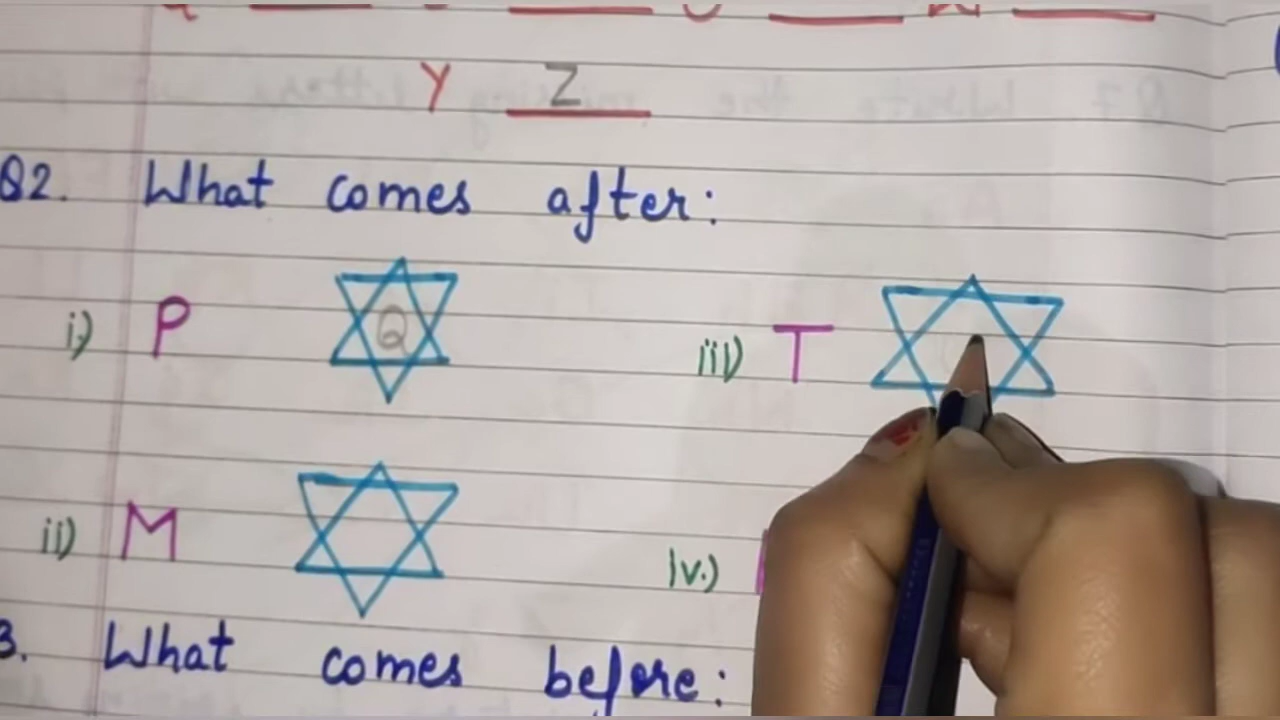 Y Z
Q2. What comes after:
i) P Q iii) T
ii) M iv.)
3. What comes before: